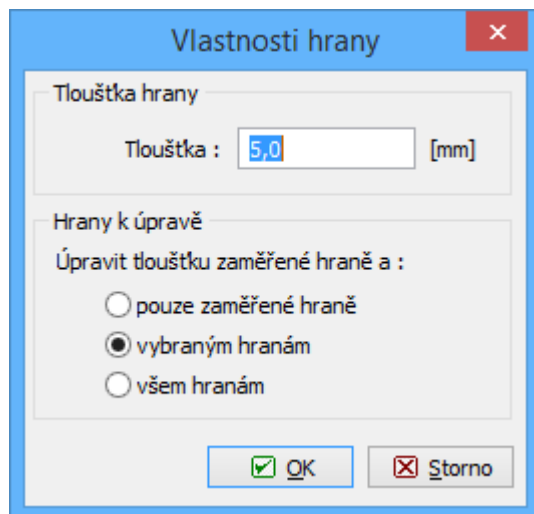 Vlastnosti hrany
Tloušťka hrany
Tloušťka : 5,0 [mm]
Hrany k úpravě
Úpravit tloušťku zaměřené hraně a :
pouze zaměřené hraně
vybraným hranám
všem hranám
OK Storno